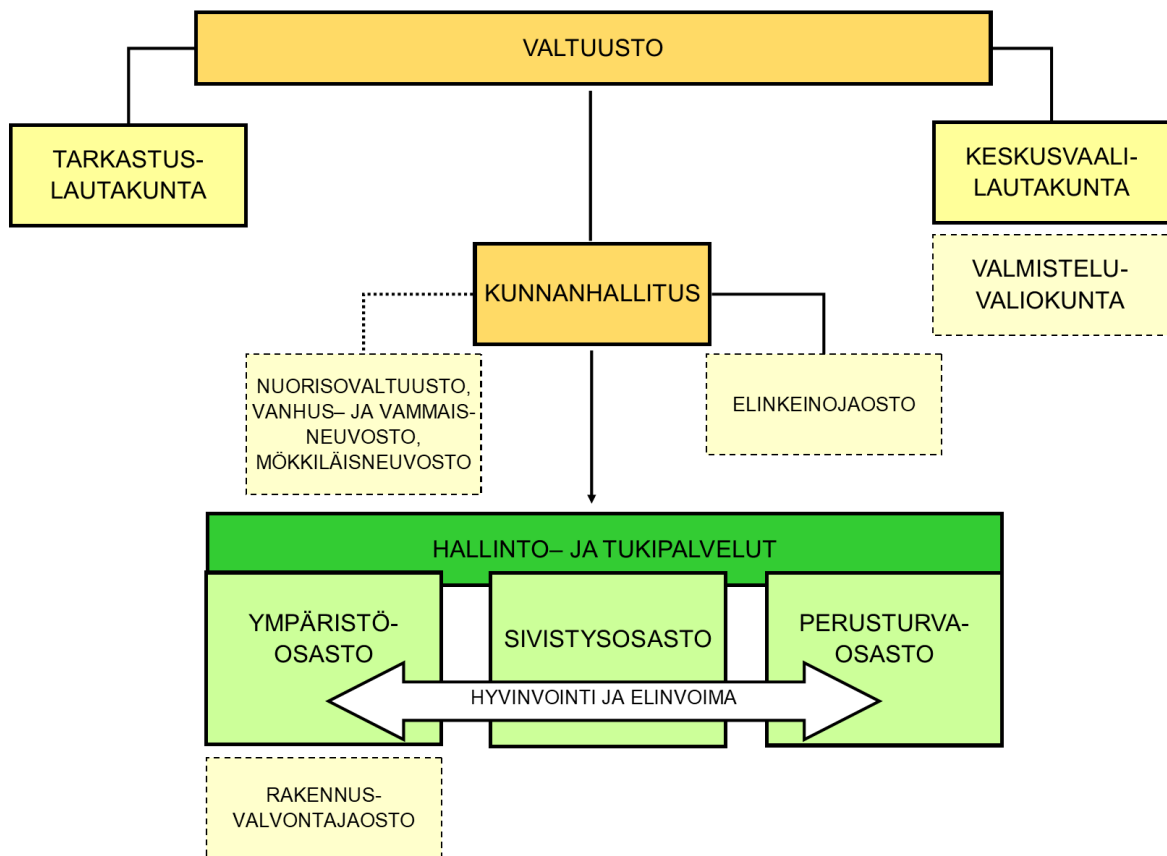 VALTUUSTO
TARKASTUS-
LAUTAKUNTA
KESKUSVAALI-
LAUTAKUNTA
VALMISTELU-
VALIOKUNTA
KUNNANHALLITUS
NUORISOVALTUUSTO,
VANHUS– JA VAMMAIS-
NEUVOSTO,
MÖKKILÄISNEUVOSTO
ELINKEINOJAOSTO
HALLINTO– JA TUKIPALVELUT
YMPÄRISTÖ-
OSASTO
SIVISTYSOSASTO
PERUSTURVA-
OSASTO
HYVINVOINTI JA ELINVOIMA
RAKENNUS-
VALVONTAJAOSTO